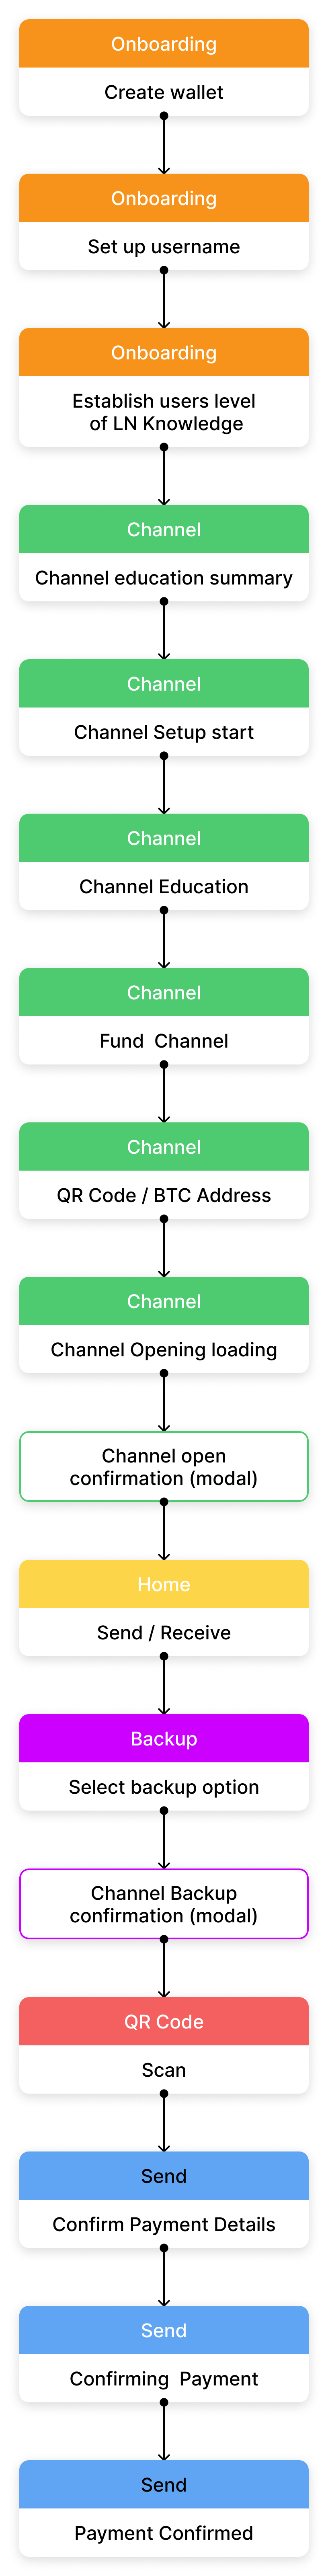 Onboarding
Create wallet
Onboarding
Set up username
Onboarding
Establish users level
of LN Knowledge
Channel
Channel education summary
Channel
Channel Setup start
Channel
Channel Education
Channel
Fund  Channel
Channel
QR Code / BTC Address
Channel
Channel Opening loading
Channel open
confirmation (modal)
Home
Send / Receive
Backup
Select backup option
Channel Backup
confirmation (modal)
QR Code
Scan
Send
Confirm Payment Details
Send
Confirming  Payment
Send
Payment Confirmed